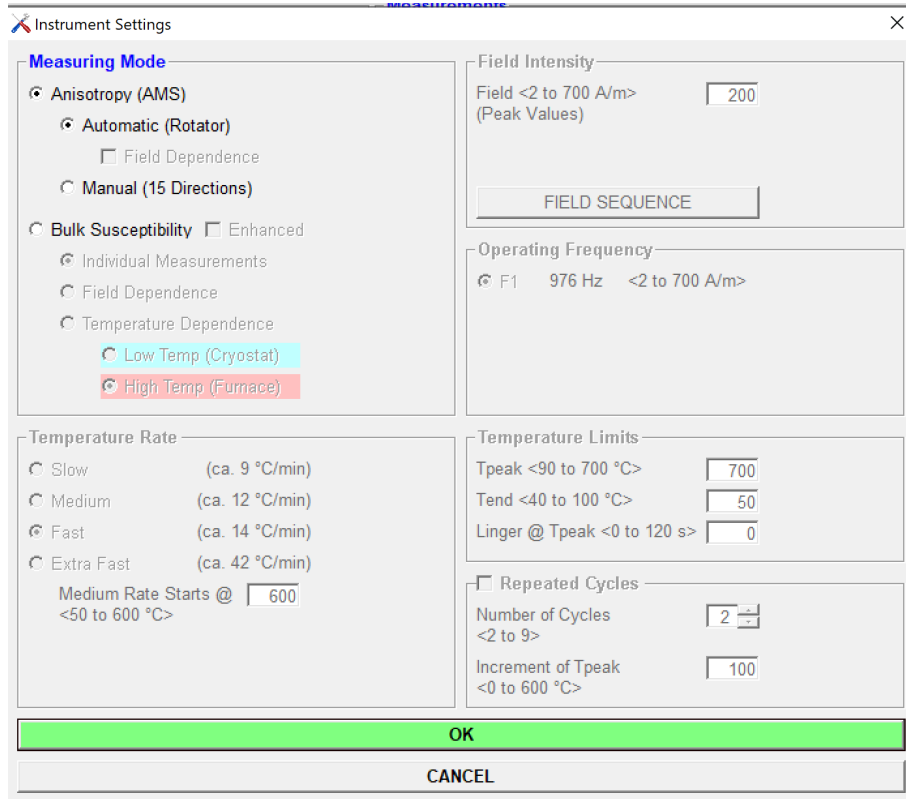 Measurements
Instrument Settings
Measuring Mode
Anisotropy (AMS)
Automatic (Rotator)
Field Dependence
Manual (15 Directions)
Bulk Susceptibility Enhanced
Individual Measurements
Field Dependence
Temperature Dependence
Low Temp (Cryostat)
High Temp (Furnace)
Field Intensity
Field <2 to 700 A/m> 200
(Peak Values)
FIELD SEQUENCE
Operating Frequency
F1 976 Hz <2 to 700 A/m>
Temperature Rate
Slow (ca. 9 °C/min)
Medium (ca. 12 °C/min)
Fast (ca. 14 °C/min)
Extra Fast (ca. 42 °C/min)
Medium Rate Starts @ 600
<50 to 600 °C>
Temperature Limits
Tpeak <90 to 700 °C> 700
Tend <40 to 100 °C> 50
Linger @ Tpeak <0 to 120 s> 0
Repeated Cycles
Number of Cycles 2
<2 to 9>
Increment of Tpeak 100
<0 to 600 °C>
OK
CANCEL